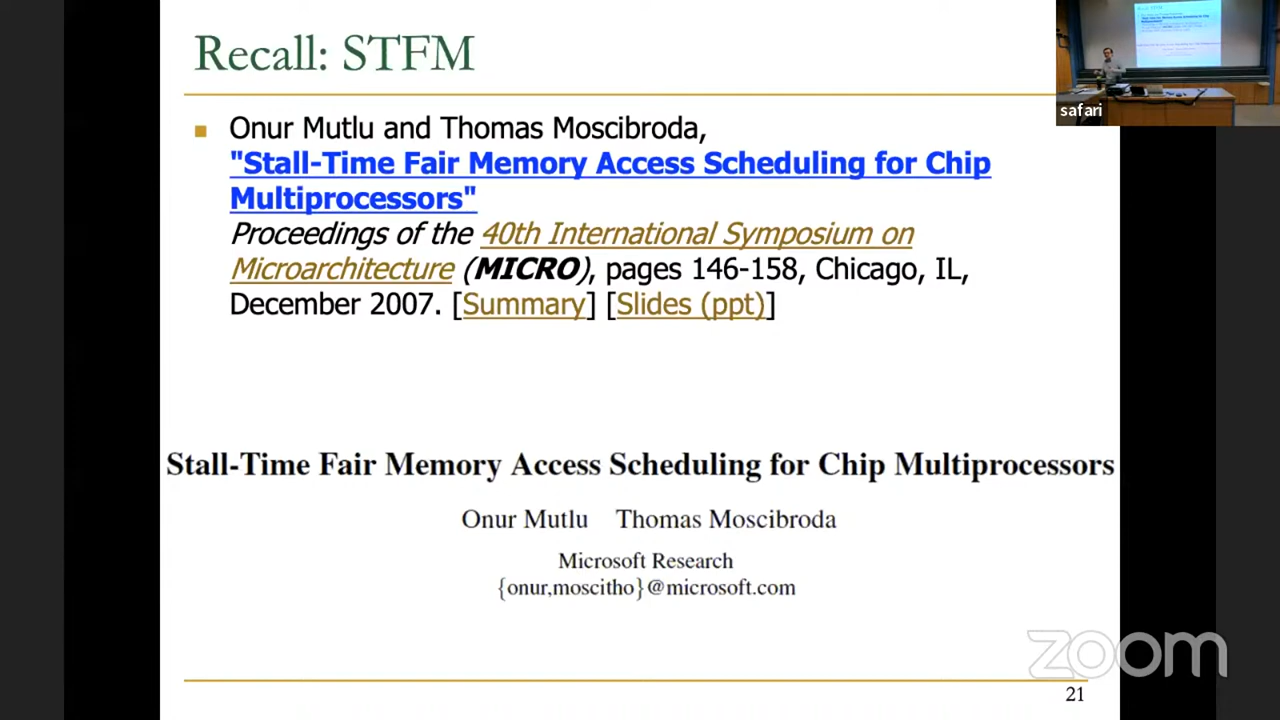 Recall: STFM
safari
Onur Mutlu and Thomas Moscibroda,
"Stall-Time Fair Memory Access Scheduling for Chip
Multiprocessors"
Proceedings of the 40th International Symposium on
Microarchitecture (MICRO), pages 146-158, Chicago, IL,
December 2007. [Summary] [Slides (ppt)]
Stall-Time Fair Memory Access Scheduling for Chip Multiprocessors
Onur Mutlu Thomas Moscibroda
Microsoft Research
{onur,moscitho}@microsoft.com
zoom
21